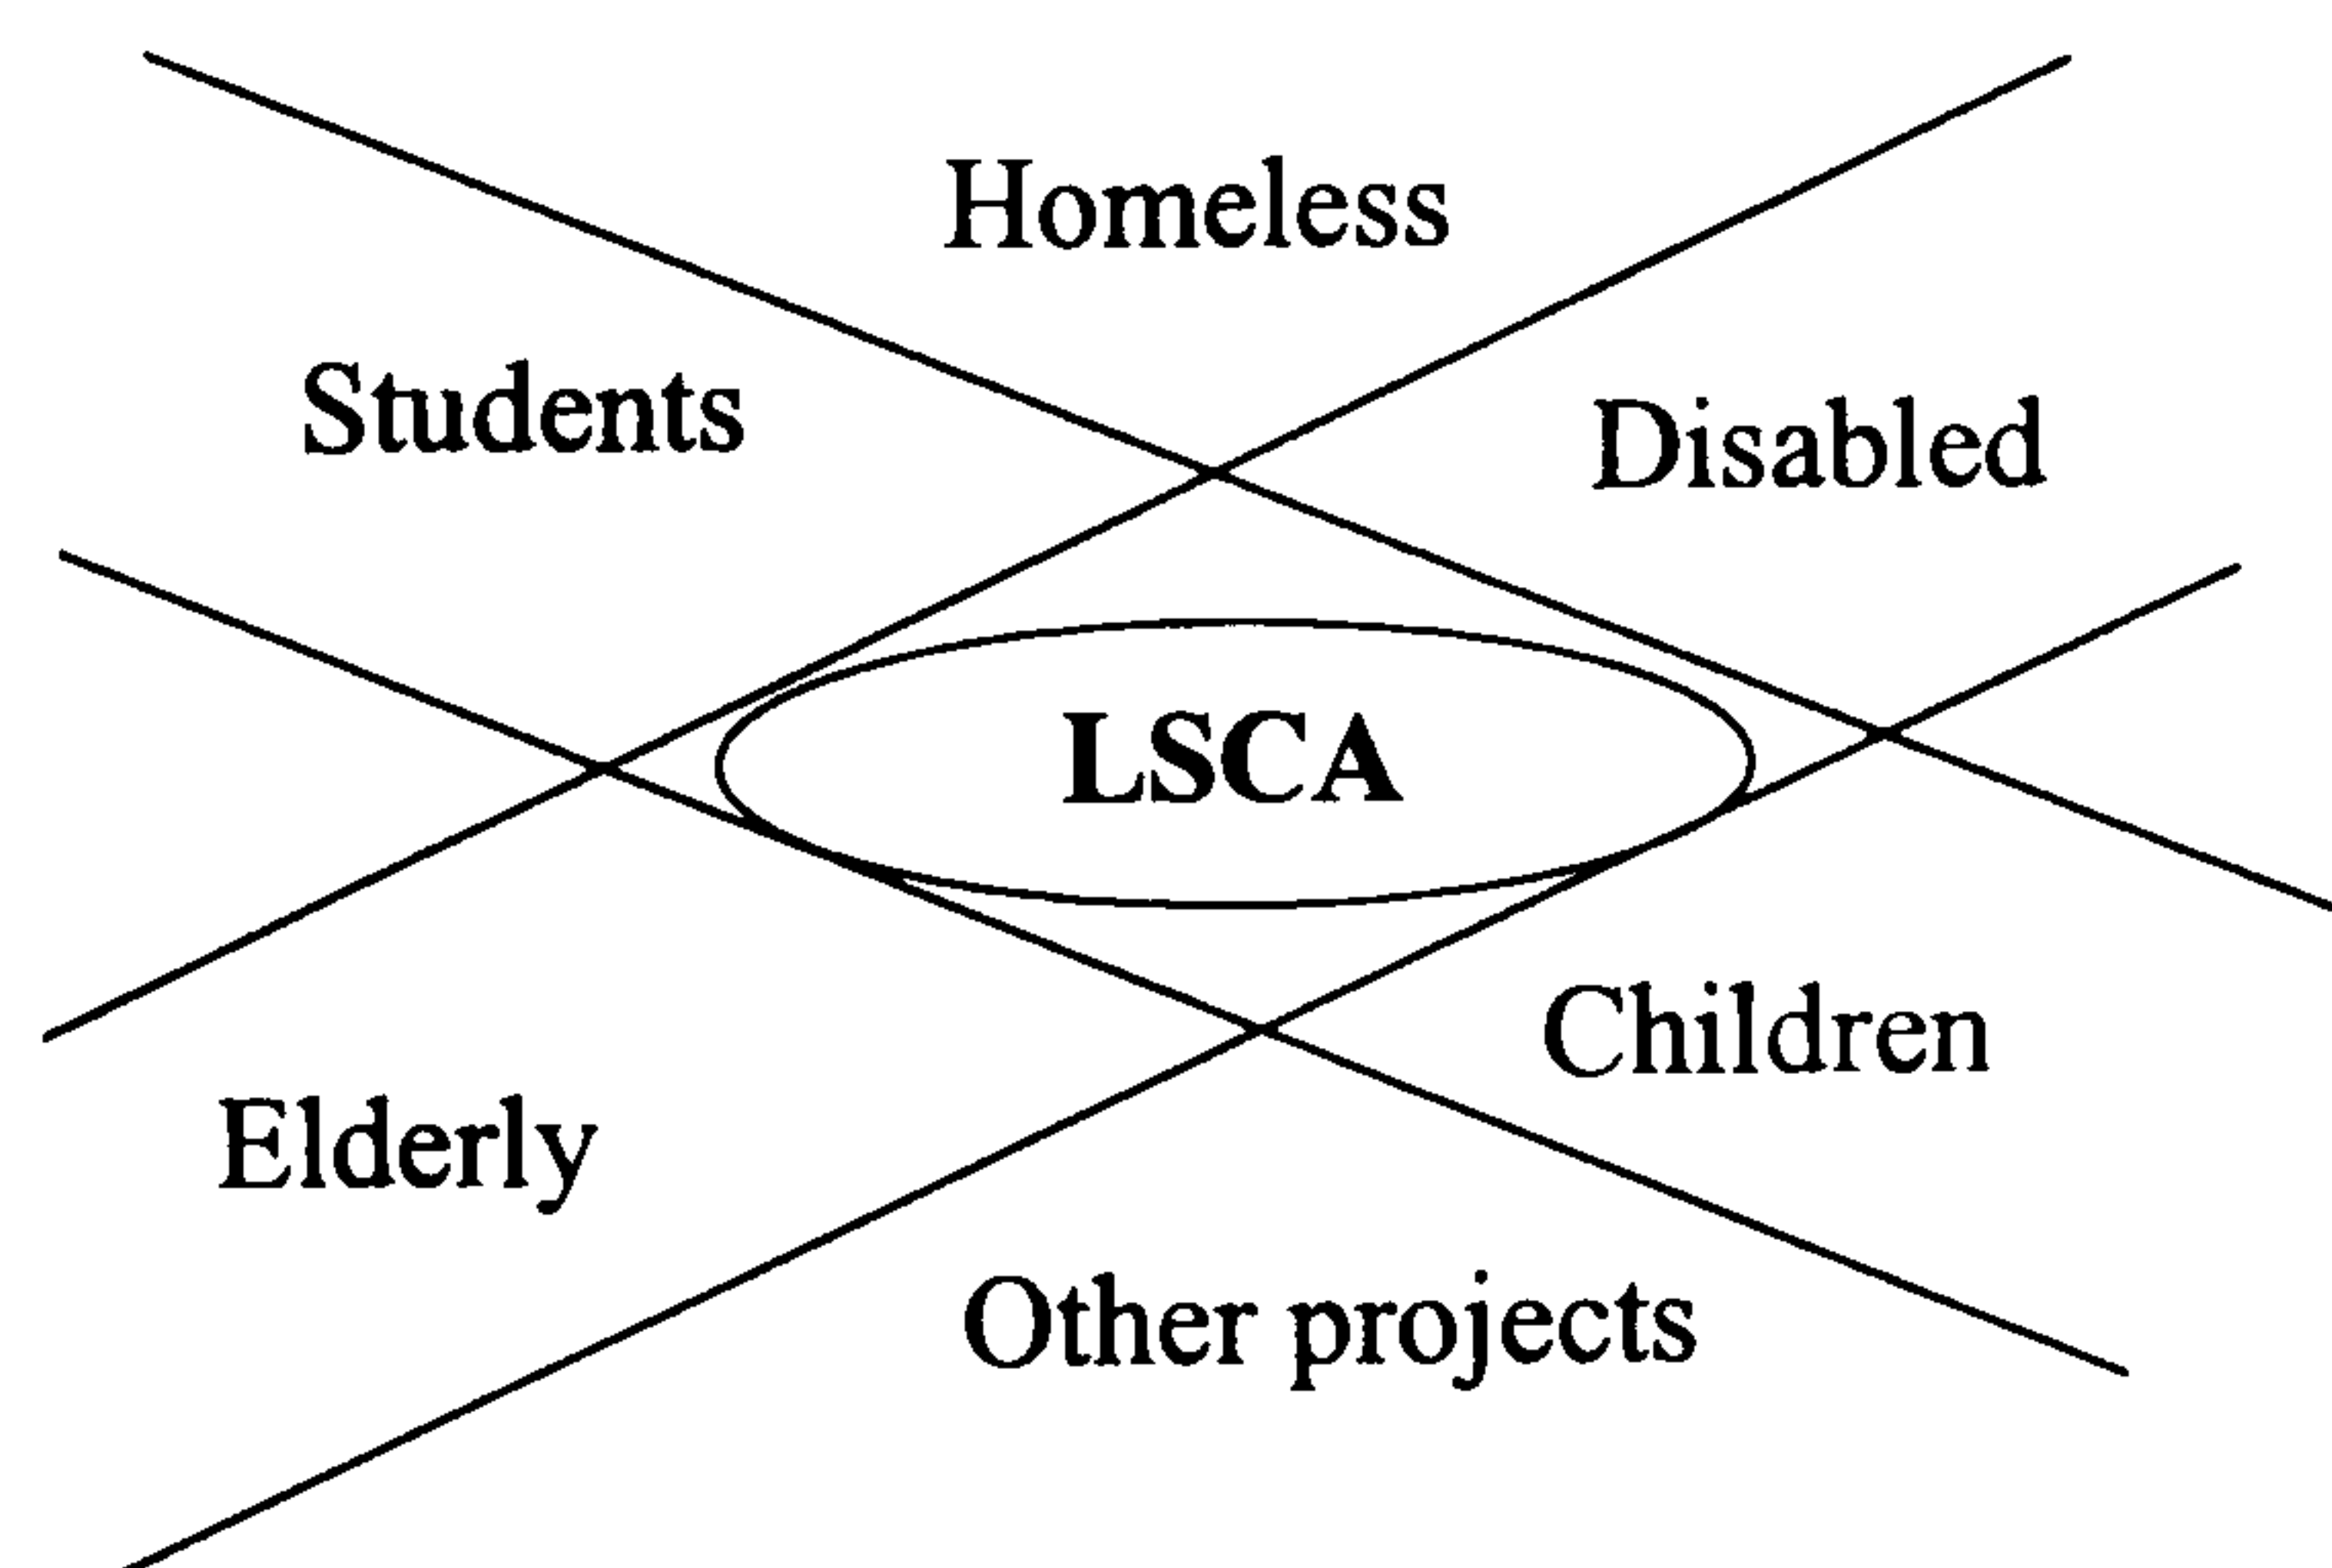 Homeless
Students
Disabled
LSCA
Children
Elderly
Other projects